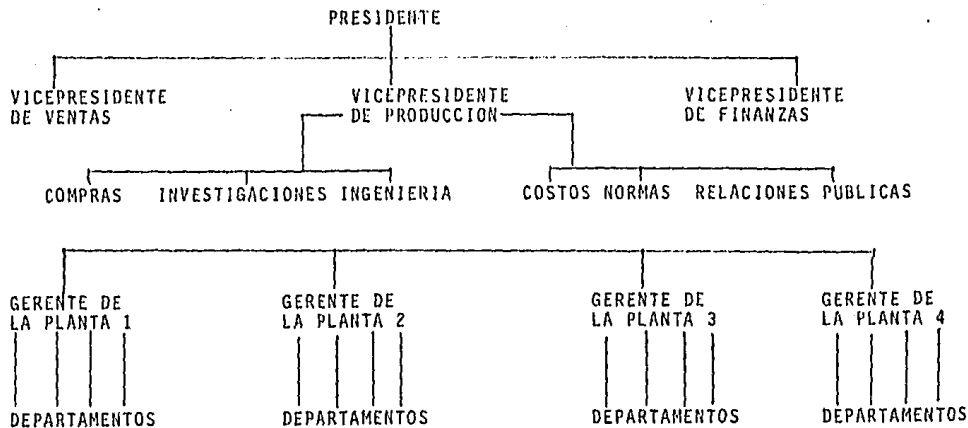 PRESIDENTE
VICEPRESIDENTE VICEPRESIDENTE VICEPRESIDENTE
DE VENTAS DE PRODUCCION DE FINANZAS
COMPRAS INVESTIGACIONES INGENIERIA COSTOS NORMAS RELACIONES PUBLICAS
GERENTE DE GERENTE DE GERENTE DE GERENTE DE
LA PLANTA 1 LA PLANTA 2 LA PLANTA 3 LA PLANTA 4
DEPARTAMENTOS DEPARTAMENTOS DEPARTAMENTOS DEPARTAMENTOS